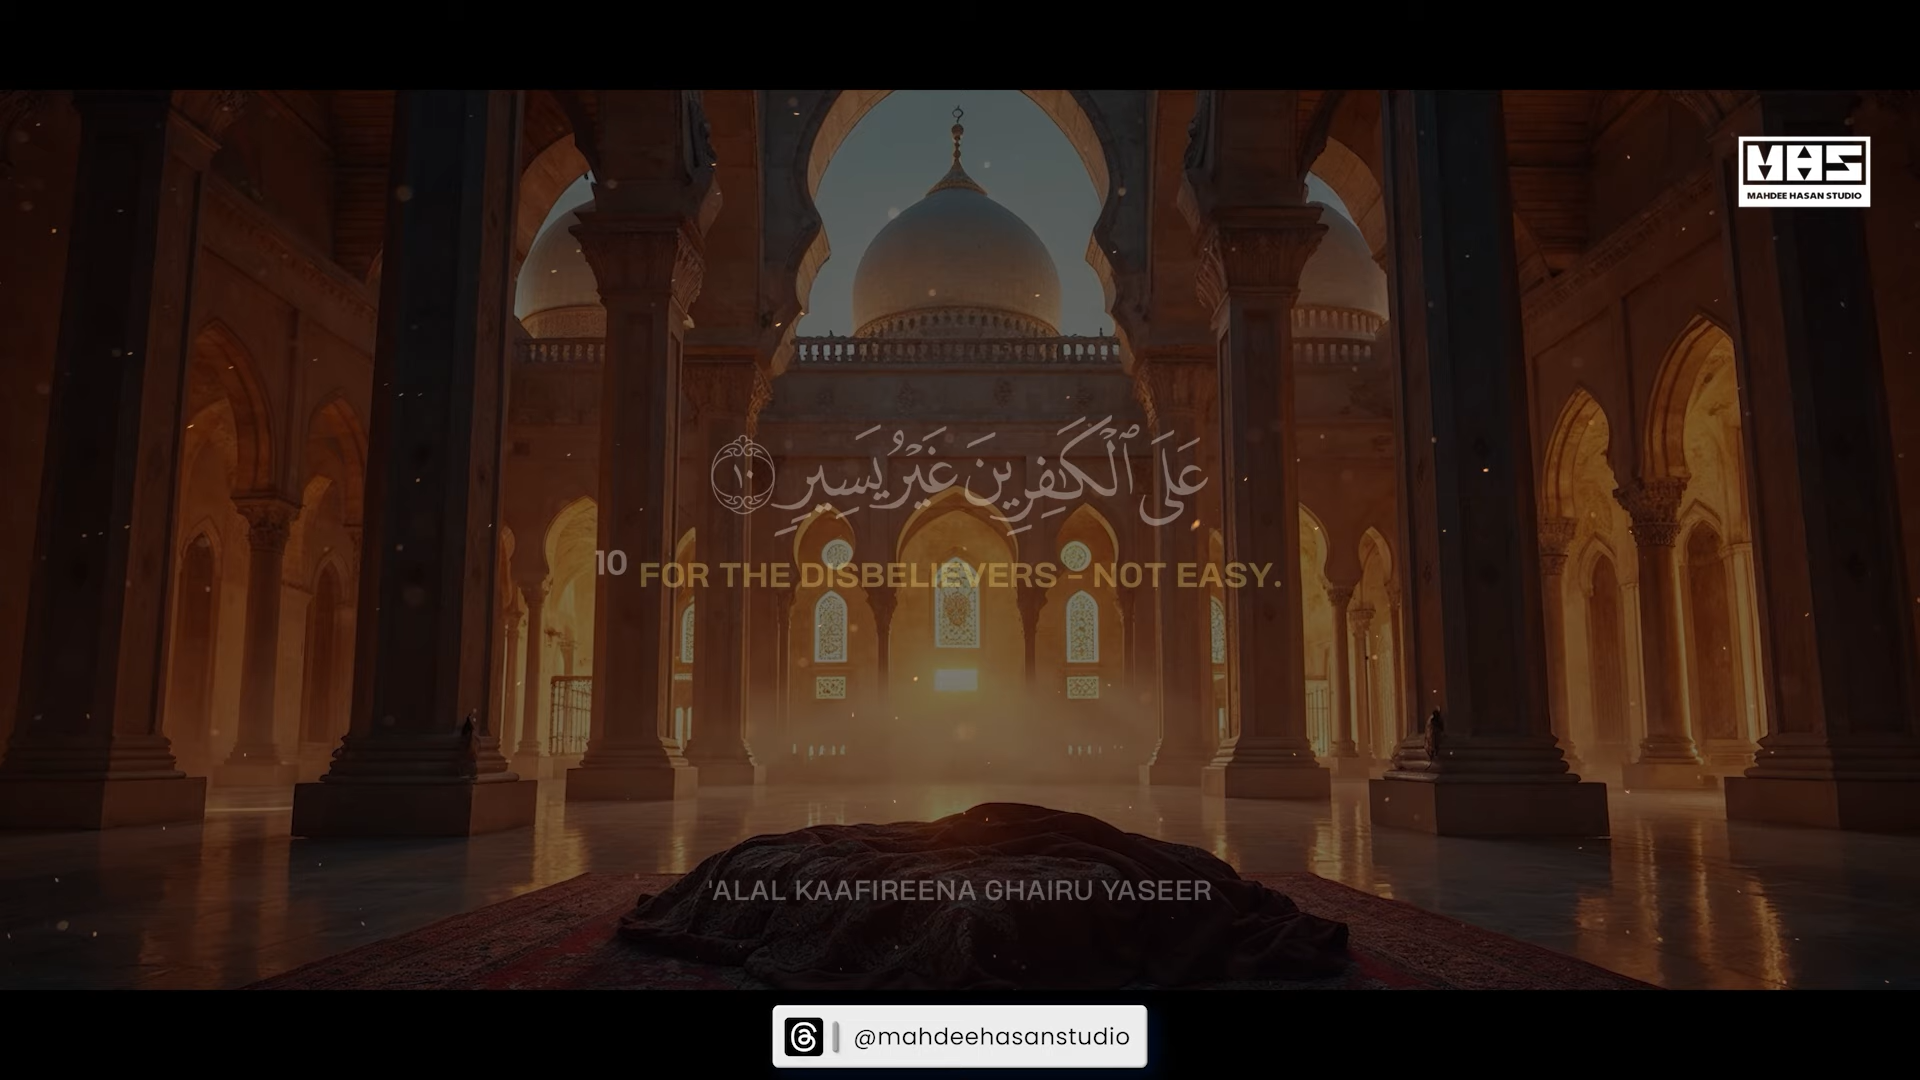 MHS
MAHDEE HASAN STUDIO
عَلَى ٱلْكَٰفِرِينَ غَيْرُ يَسِيرٍ ١٠
10 FOR THE DISBELIEVERS - NOT EASY.
'ALAL KAAFIREENA GHAIRU YASEER
@mahdeehasanstudio